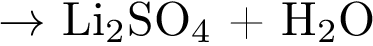 → Li₂SO₄ + H₂O